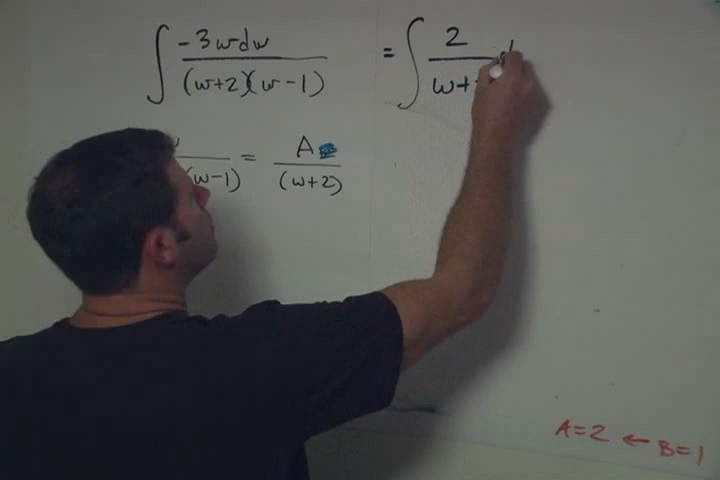 ∫ -3w dw / (w+2)(w-1) = ∫ 2 / w+
(w-1) = A / (w+2)
A=2 ← B=1